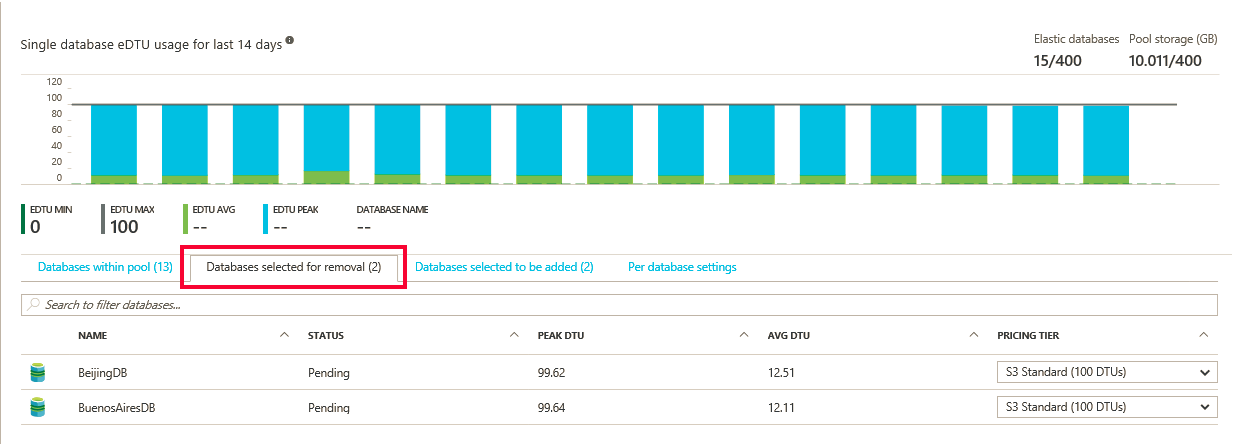 Single database eDTU usage for last 14 days
Elastic databases Pool storage (GB)
15/400 10.011/400
120
100
80
60
40
20
0
EDTU MIN EDTU MAX EDTU AVG EDTU PEAK DATABASE NAME
0 100 -- -- --
Databases within pool (13) Databases selected for removal (2) Databases selected to be added (2) Per database settings
Search to filter databases...
NAME STATUS PEAK DTU AVG DTU PRICING TIER
BeijingDB Pending 99.62 12.51 S3 Standard (100 DTUs)
BuenosAiresDB Pending 99.64 12.11 S3 Standard (100 DTUs)